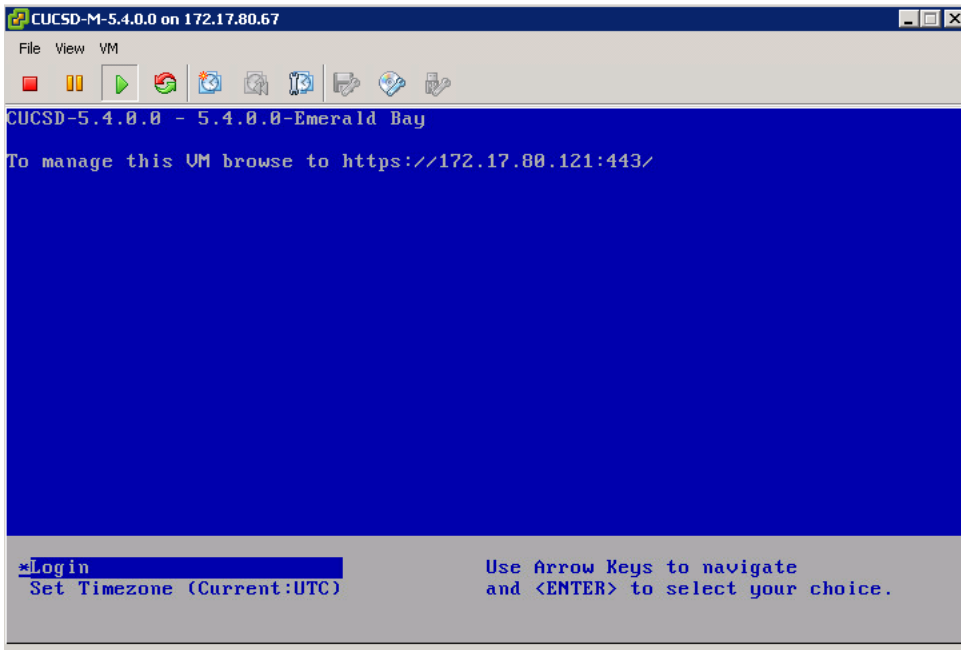 CUCSD-M-5.4.0.0 on 172.17.80.67
File View VM
CUCSD-5.4.0.0 - 5.4.0.0-Emerald Bay
To manage this VM browse to https://172.17.80.121:443/
*Login
Use Arrow Keys to navigate
Set Timezone (Current:UTC)
and <ENTER> to select your choice.